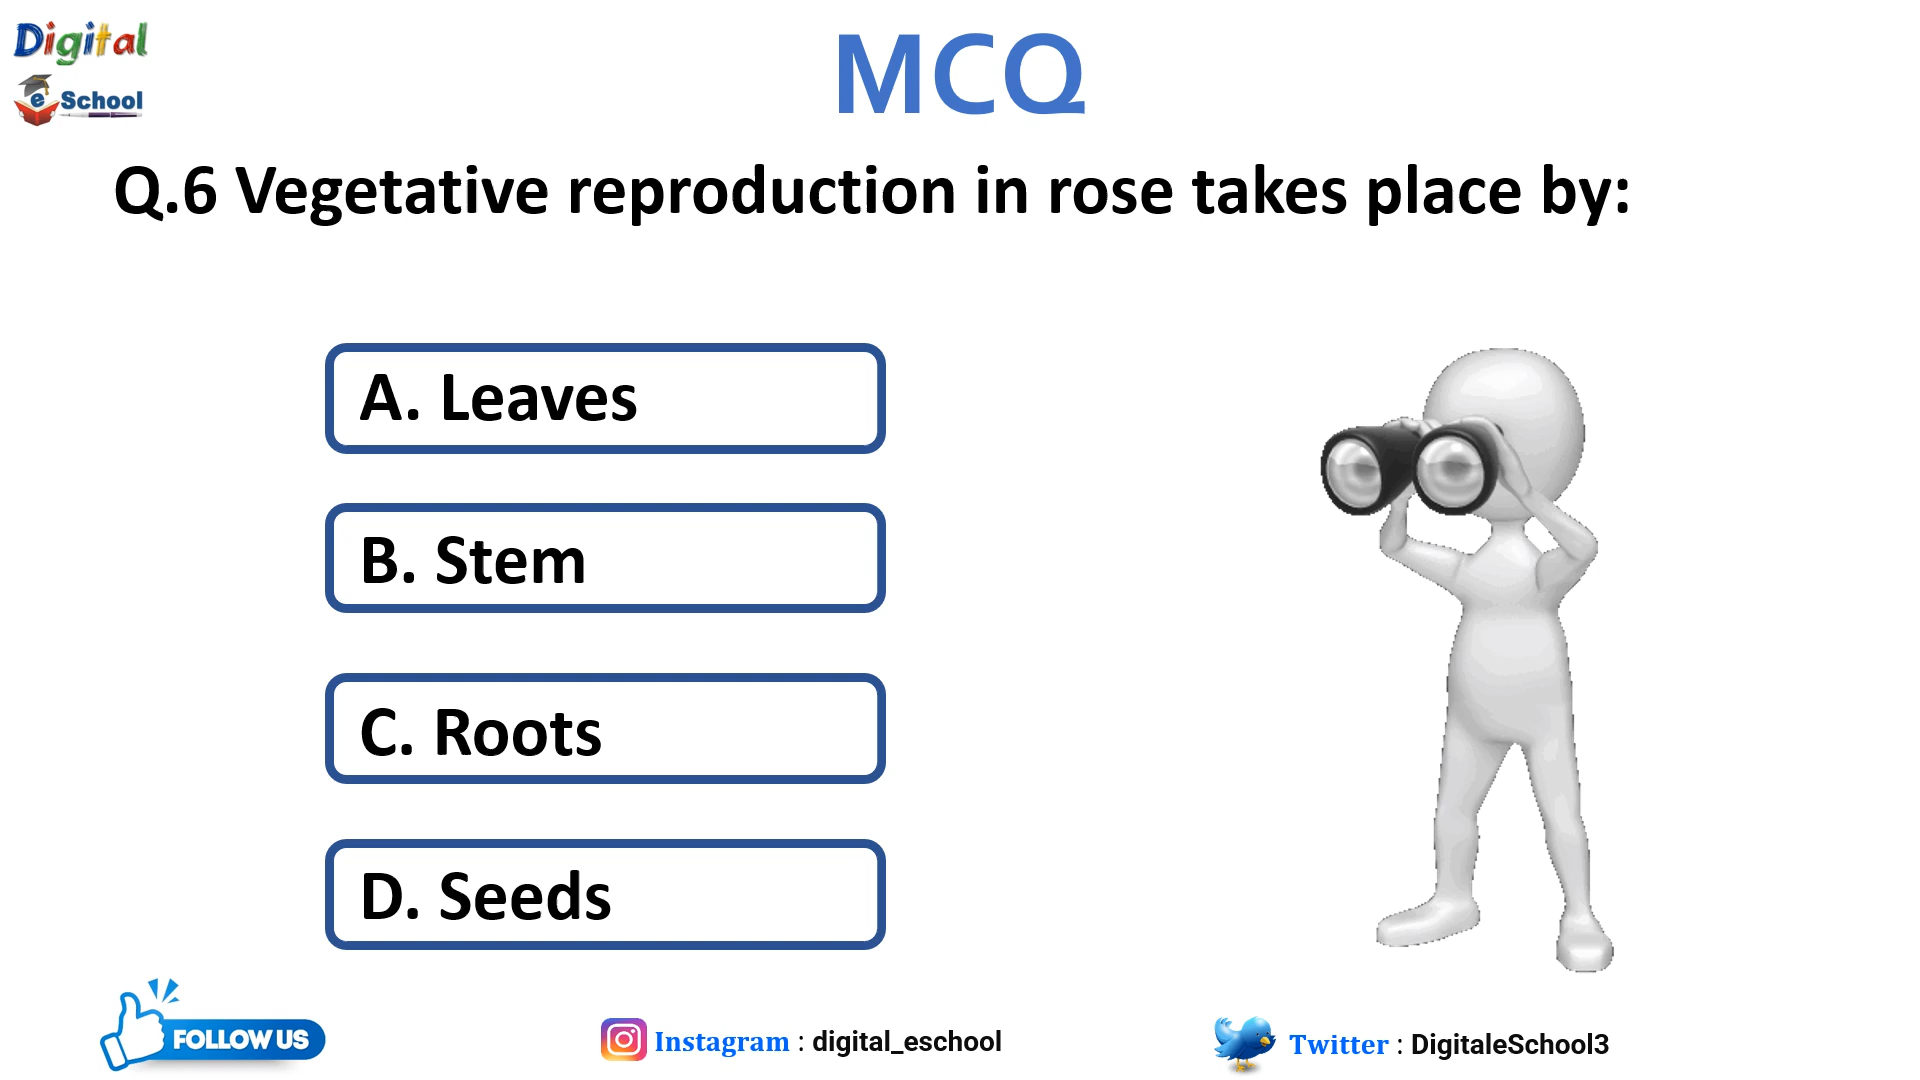 Digital
e School
MCQ
Q.6 Vegetative reproduction in rose takes place by:
A. Leaves
B. Stem
C. Roots
D. Seeds
FOLLOW US
Instagram : digital_eschool
Twitter : DigitaleSchool3